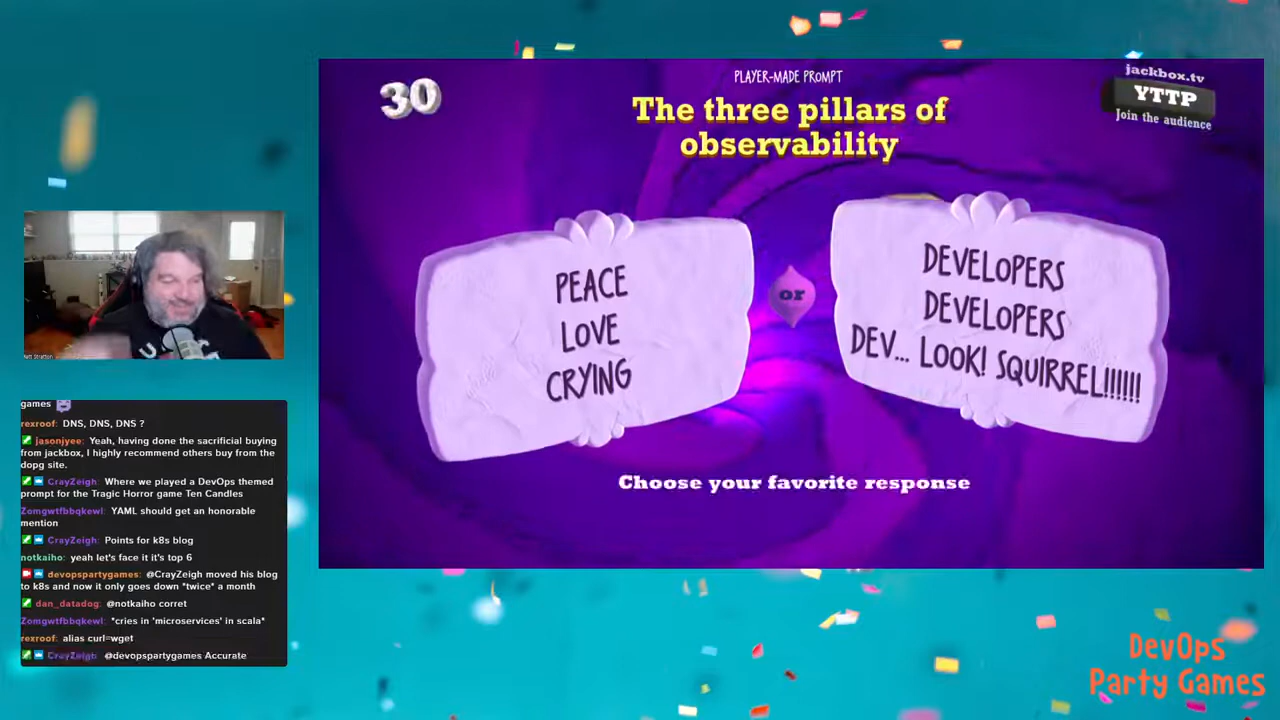 30
PLAYER-MADE PROMPT
The three pillars of
observability
jackbox.tv
YTTP
Join the audience
PEACE
LOVE
CRYING
or
DEVELOPERS
DEVELOPERS
DEV... LOOK! SQUIRREL!!!!!!
Choose your favorite response
games
rexroof: DNS, DNS, DNS ?
jasonjyee: Yeah, having done the sacrificial buying
from jackbox, I highly recommend others buy from the
dopg site.
CrayZeigh: Where we played a DevOps themed
prompt for the Tragic Horror game Ten Candles
Zomgwtfbbqkewl: YAML should get an honorable
mention
CrayZeigh: Points for k8s blog
notkaiho: yeah let's face it it's top 6
devopspartygames: @CrayZeigh moved his blog
to k8s and now it only goes down *twice* a month
dan_datadog: @notkaiho corret
Zomgwtfbbqkewl: *cries in 'microservices' in scala*
rexroof: alias curl=wget
CrayZeigh: @devopspartygames Accurate
DevOps
Party Games